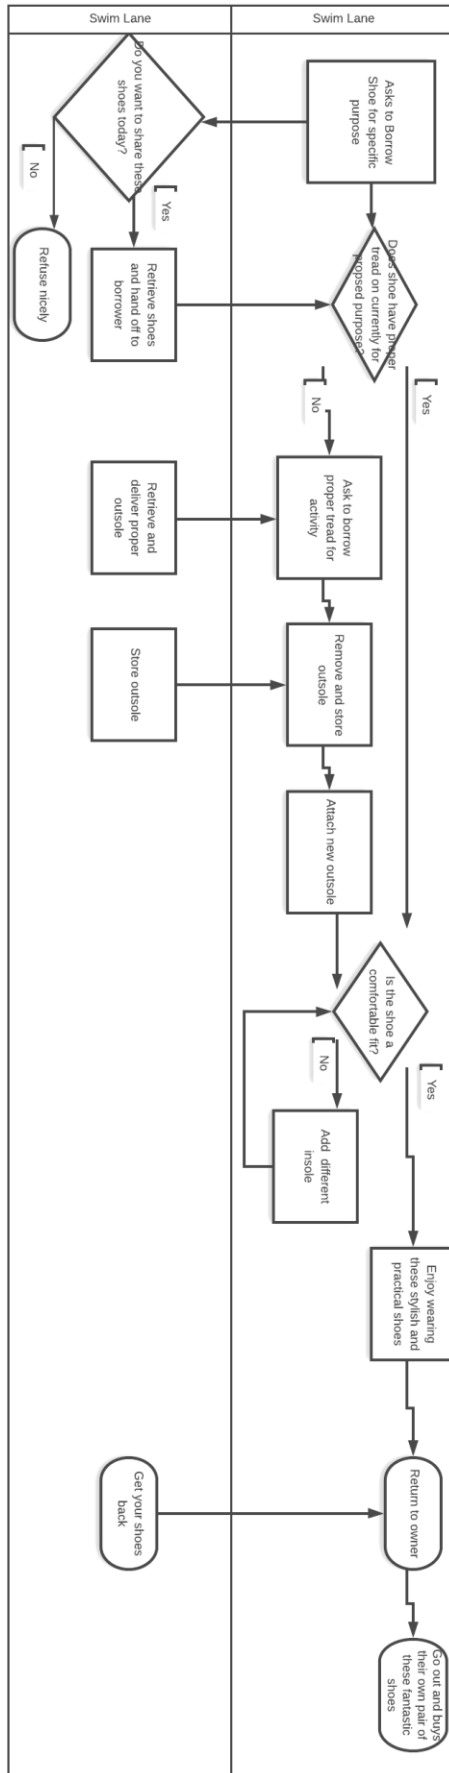 Swim Lane
Swim Lane
Asks to Borrow
Shoe for specific
purpose
Do you want to share these
shoes today?
No
Yes
Refuse nicely
Retrieve shoes
and hand off to
borrower
Does shoe have proper
tread on currently for
propsed purpose?
Yes
No
Ask to borrow
proper tread for
activity
Retrieve and
deliver proper
outsole
Remove and store
outsole
Store outsole
Attach new outsole
Is the shoe a
comfortable fit?
Yes
No
Add different
insole
Enjoy wearing
these stylish and
practical shoes
Return to owner
Get your shoes
back
Go out and buys
their own pair of
these fantastic
shoes